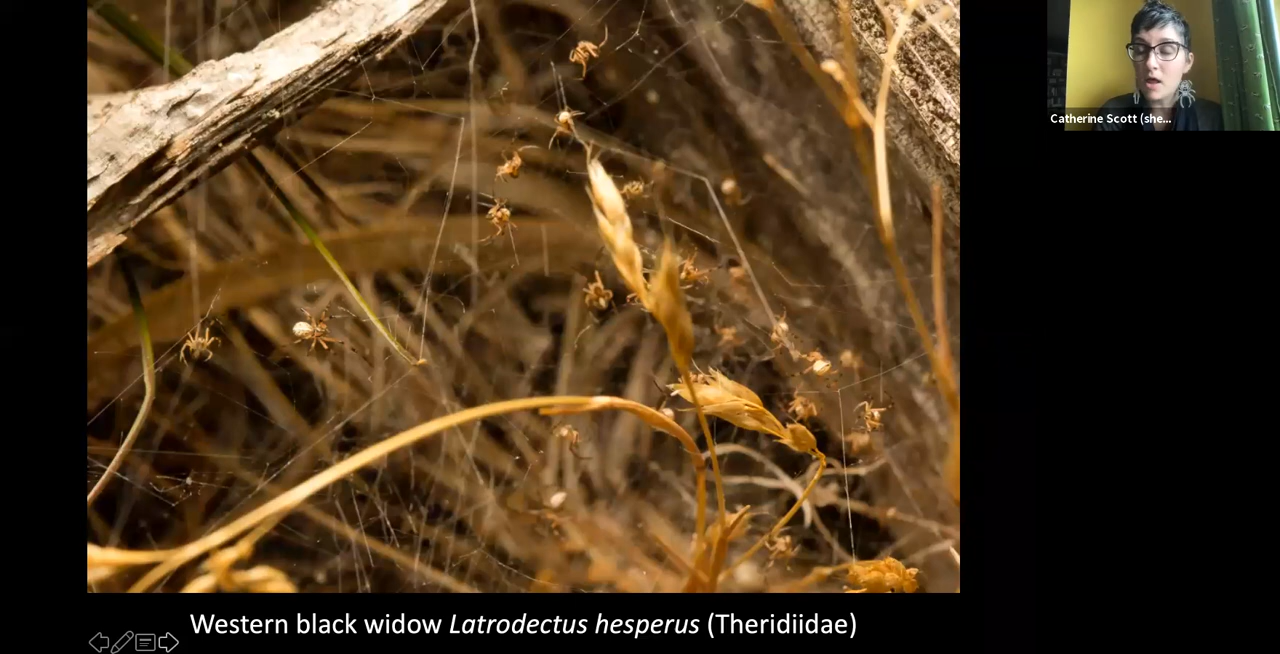 Catherine Scott (she...
Western black widow Latrodectus hesperus (Theridiidae)